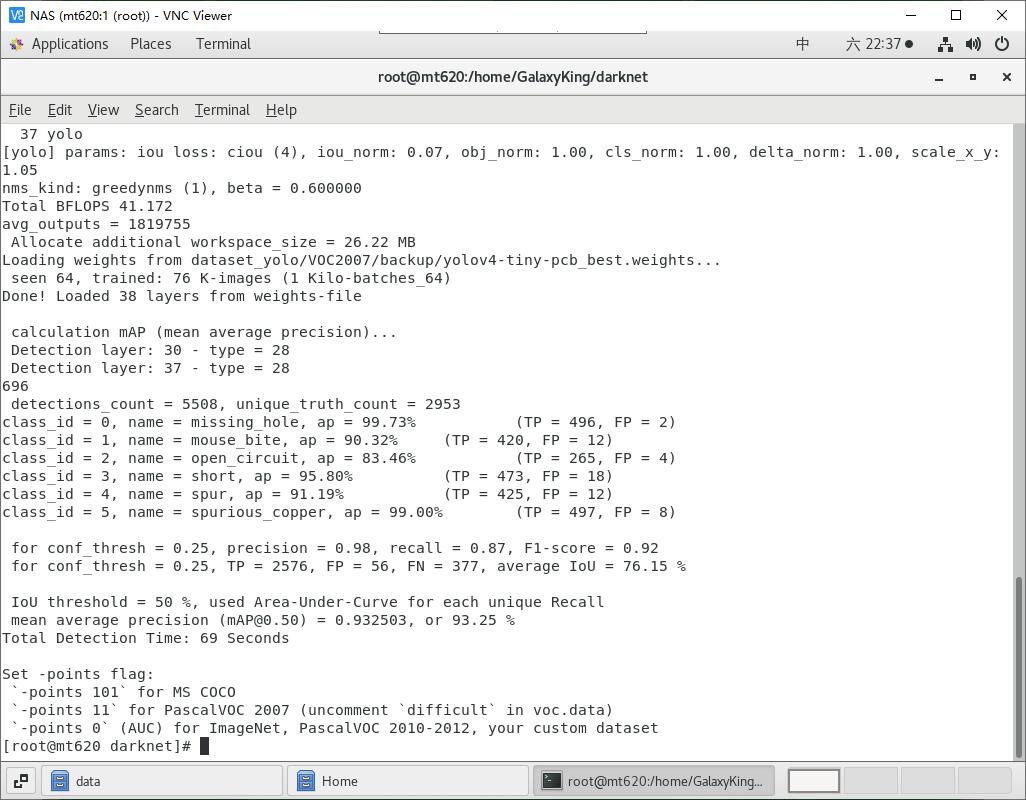 NAS (mt620:1 (root)) - VNC Viewer
Applications Places Terminal 中 六 22:37●
root@mt620:/home/GalaxyKing/darknet
File Edit View Search Terminal Help
37 yolo
[yolo] params: iou loss: ciou (4), iou_norm: 0.07, obj_norm: 1.00, cls_norm: 1.00, delta_norm: 1.00, scale_x_y:
1.05
nms_kind: greedynms (1), beta = 0.600000
Total BFLOPS 41.172
avg_outputs = 1819755
Allocate additional workspace_size = 26.22 MB
Loading weights from dataset_yolo/VOC2007/backup/yolov4-tiny-pcb_best.weights...
seen 64, trained: 76 K-images (1 Kilo-batches_64)
Done! Loaded 38 layers from weights-file
calculation mAP (mean average precision)...
Detection layer: 30 - type = 28
Detection layer: 37 - type = 28
696
detections_count = 5508, unique_truth_count = 2953
class_id = 0, name = missing_hole, ap = 99.73% (TP = 496, FP = 2)
class_id = 1, name = mouse_bite, ap = 90.32% (TP = 420, FP = 12)
class_id = 2, name = open_circuit, ap = 83.46% (TP = 265, FP = 4)
class_id = 3, name = short, ap = 95.80% (TP = 473, FP = 18)
class_id = 4, name = spur, ap = 91.19% (TP = 425, FP = 12)
class_id = 5, name = spurious_copper, ap = 99.00% (TP = 497, FP = 8)
for conf_thresh = 0.25, precision = 0.98, recall = 0.87, F1-score = 0.92
for conf_thresh = 0.25, TP = 2576, FP = 56, FN = 377, average IoU = 76.15 %
IoU threshold = 50 %, used Area-Under-Curve for each unique Recall
mean average precision (mAP@0.50) = 0.932503, or 93.25 %
Total Detection Time: 69 Seconds
Set -points flag:
`-points 101` for MS COCO
`-points 11` for PascalVOC 2007 (uncomment `difficult` in voc.data)
`-points 0` (AUC) for ImageNet, PascalVOC 2010-2012, your custom dataset
[root@mt620 darknet]#
data Home root@mt620:/home/GalaxyKing...